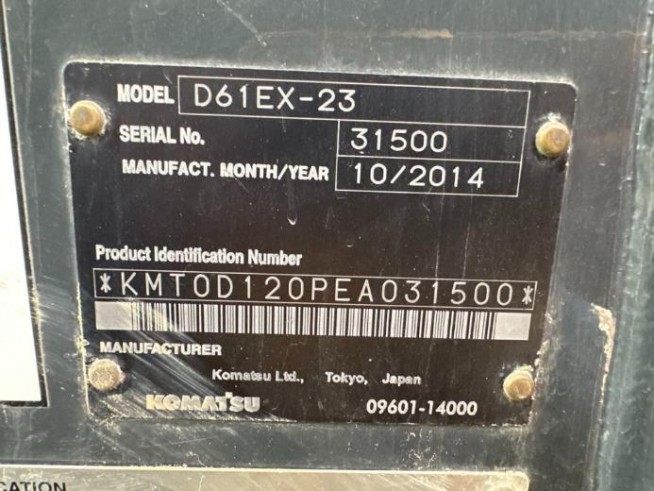 MODEL D61EX-23
SERIAL No. 31500
MANUFACT. MONTH/YEAR 10/2014
Product Identification Number
*KMT0D120PEA031500*
MANUFACTURER
Komatsu Ltd., Tokyo, Japan
KOMATSU 09601-14000
CATION